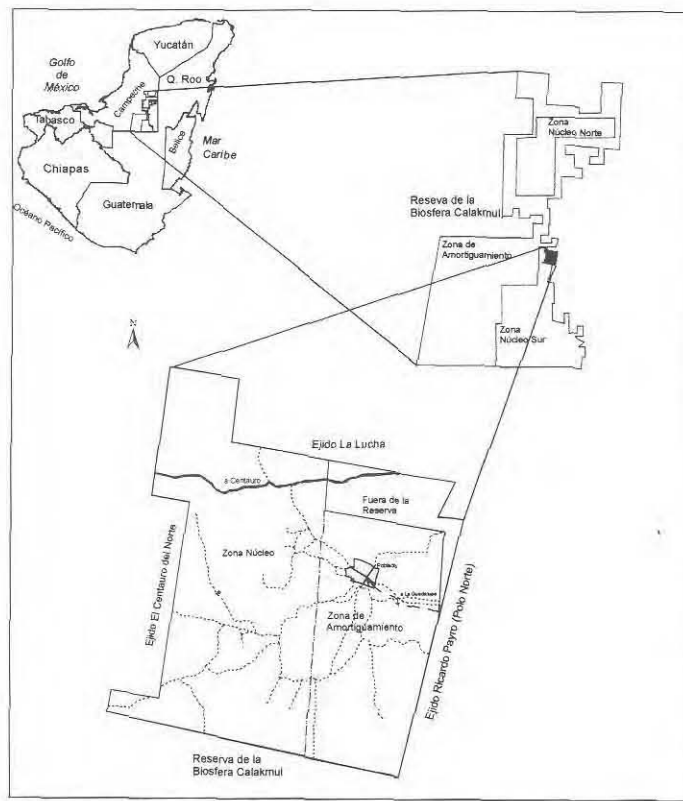 Yucatán
Golfo
de
México
Q. Roo
Campeche
Tabasco
Belice
Mar
Caribe
Chiapas
Guatemala
Océano Pacífico
Zona
Núcleo Norte
Reseva de la
Biosfera Calakmul
Zona de
Amortiguamiento
Zona
Núcleo Sur
N
Ejido La Lucha
a Centauro
Fuera de la
Reserva
Ejido El Centauro del Norte
Zona Núcleo
Poblado
a La Guadalupe
Zona de
Amortiguamiento
Ejido Ricardo Payro (Polo Norte)
Reserva de la
Biosfera Calakmul